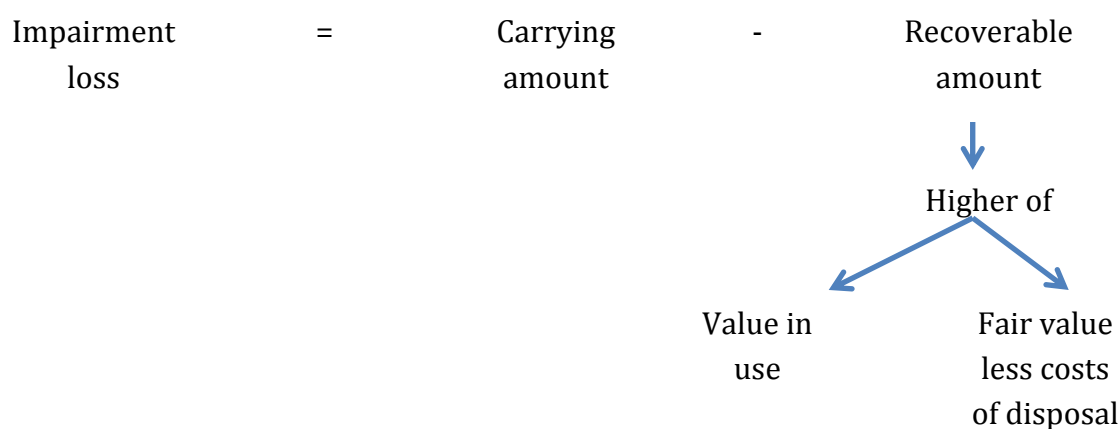 Impairment = Carrying - Recoverable
loss amount amount
Higher of
Value in Fair value
use less costs
of disposal